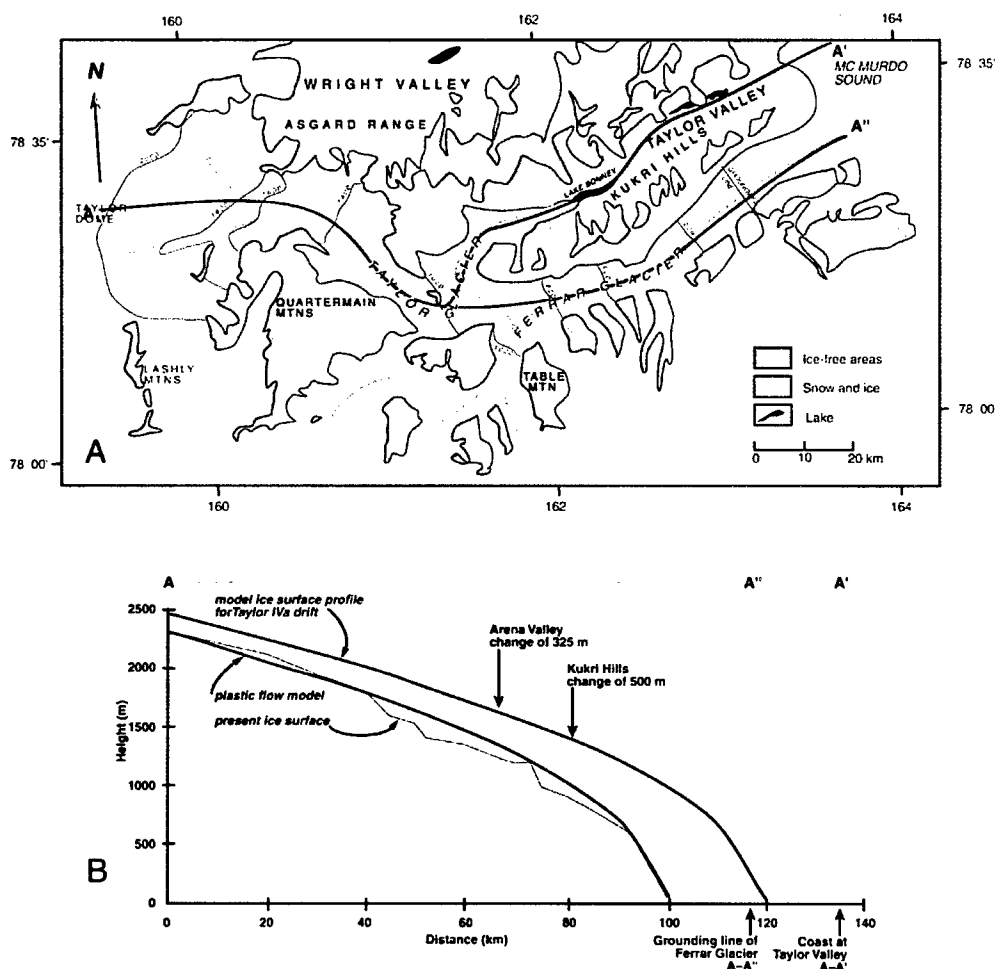 160
162
164
N
WRIGHT VALLEY
ASGARD RANGE
A'
MC MURDO
SOUND
78 35'
78 35'
TAYLOR VALLEY
KUKRI HILLS
LAKE BONNEY
A"
TAYLOR
DOME
TAYLOR
GLACIER
FERRAR GLACIER
QUARTERMAIN
MTNS
LASHLY
MTNS
TABLE
MTN
Ice-free areas
Snow and ice
Lake
0 10 20 km
A
78 00'
78 00
160
162
164
A
A"
A'
model ice surface profile
for Taylor IVa drift
Arena Valley
change of 325 m
Kukri Hills
change of 500 m
plastic flow model
present ice surface
Height (m)
2500
2000
1500
1000
500
0
B
0 20 40 60 80 100 120 140
Distance (km)
Grounding line of
Ferrar Glacier
A-A"
Coast at
Taylor Valley
A-A'